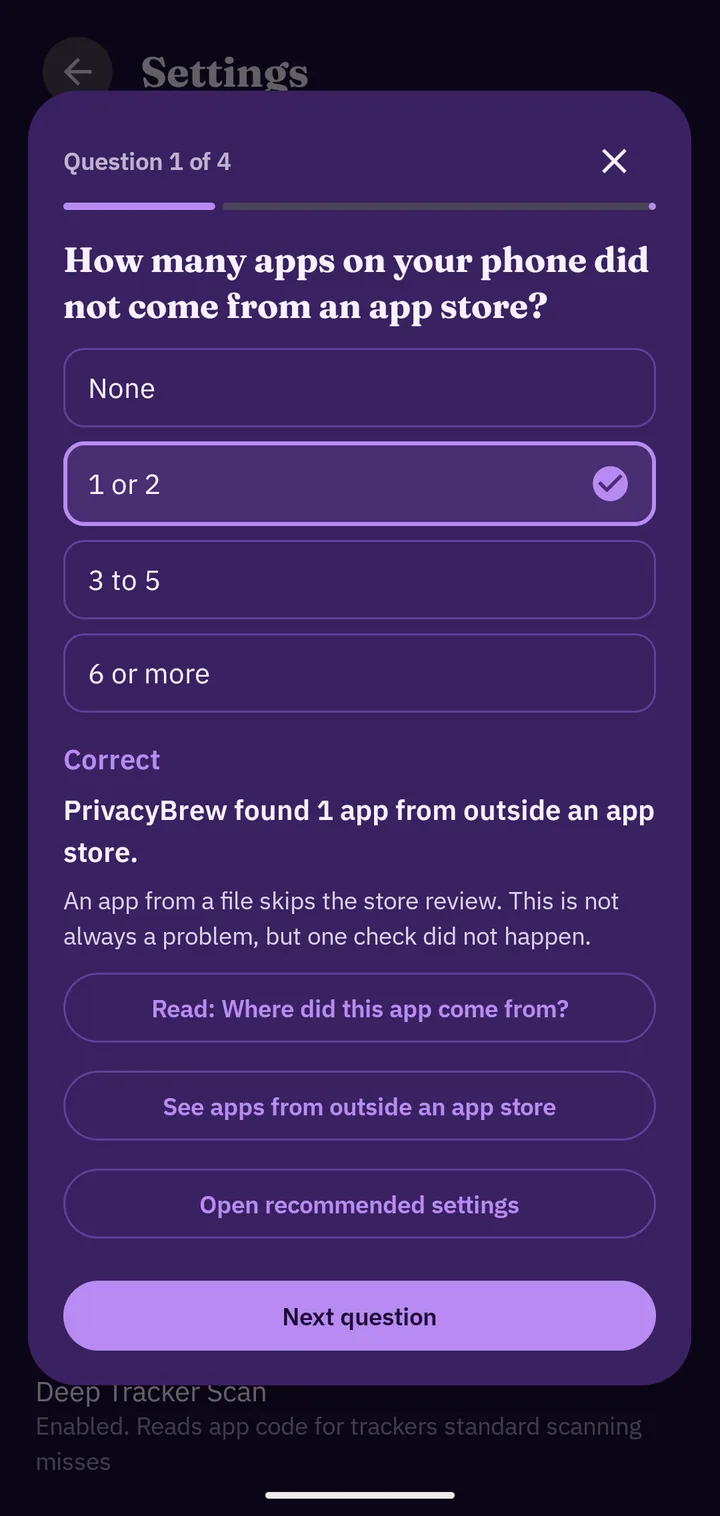 Settings
Question 1 of 4
How many apps on your phone did
not come from an app store?
None
1 or 2
3 to 5
6 or more
Correct
PrivacyBrew found 1 app from outside an app
store.
An app from a file skips the store review. This is not
always a problem, but one check did not happen.
Read: Where did this app come from?
See apps from outside an app store
Open recommended settings
Next question
Deep Tracker Scan
Enabled. Reads app code for trackers standard scanning
misses